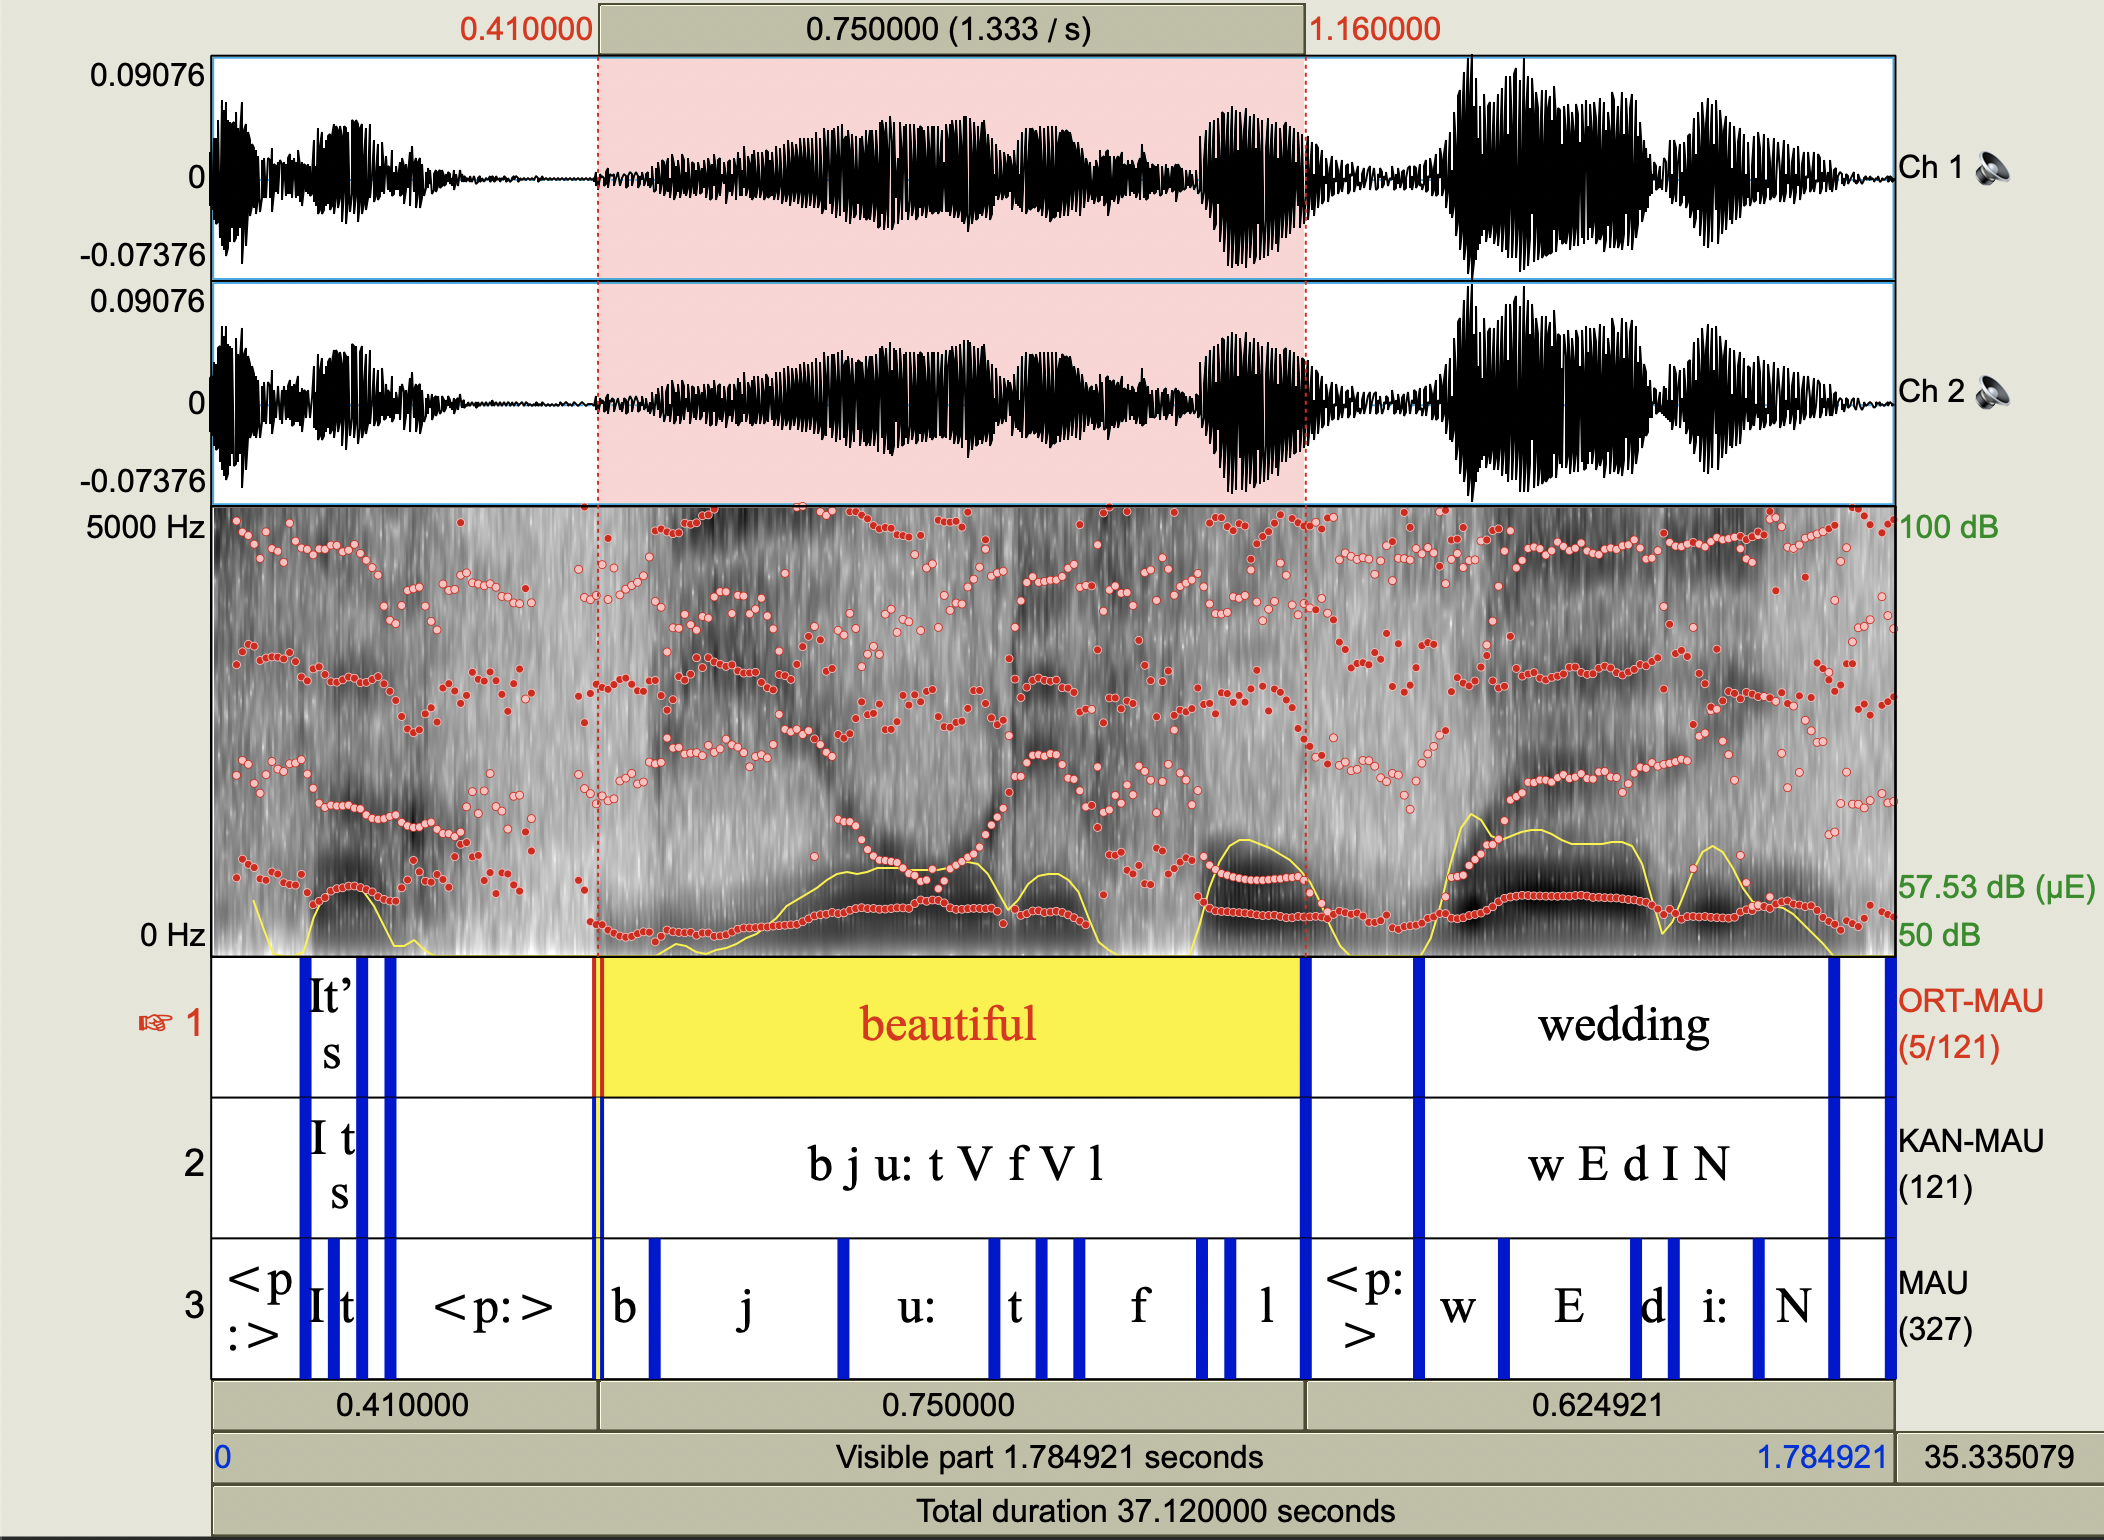 0.410000 0.750000 (1.333 / s) 1.160000
0.09076
0
-0.07376
Ch 1
0.09076
0
-0.07376
Ch 2
5000 Hz
0 Hz
100 dB
57.53 dB (µE)
50 dB
☞ 1
It’
s
beautiful
wedding
ORT-MAU
(5/121)
2
I t
s
b j u: t V f V l
w E d I N
KAN-MAU
(121)
3
<p
:>
I t <p:> b j u: t f l
<p:
>
w E d i: N
MAU
(327)
0.410000 0.750000 0.624921
0 Visible part 1.784921 seconds 1.784921 35.335079
Total duration 37.120000 seconds